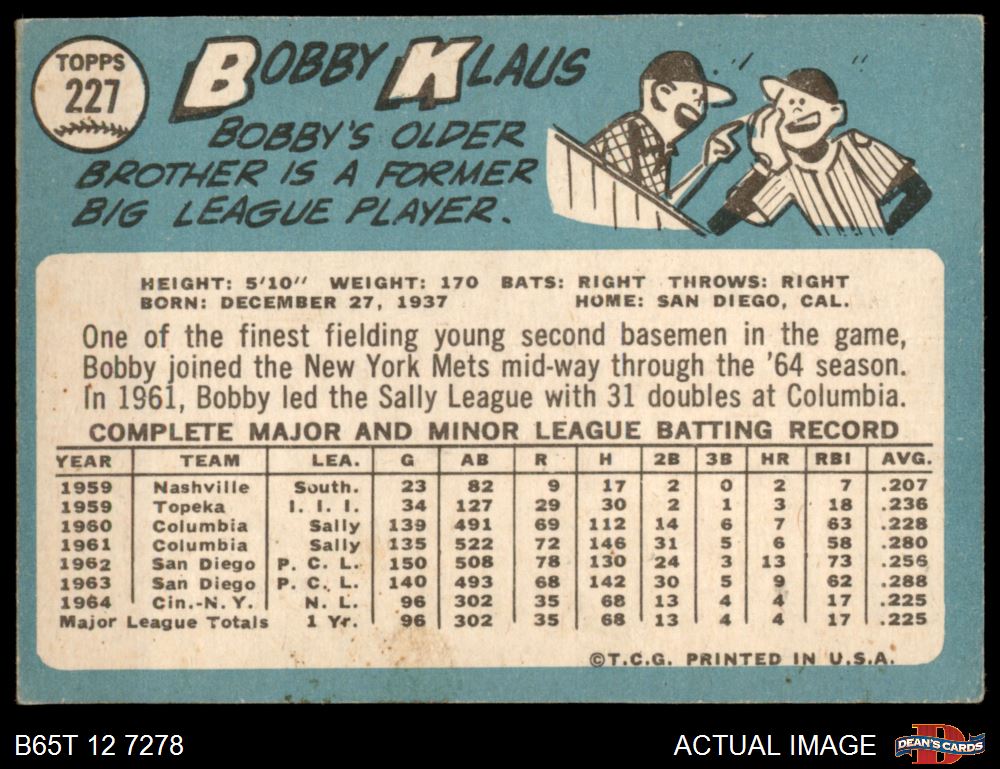 TOPPS
227
BOBBY KLAUS
BOBBY'S OLDER
BROTHER IS A FORMER
BIG LEAGUE PLAYER.
HEIGHT: 5'10" WEIGHT: 170 BATS: RIGHT THROWS: RIGHT
BORN: DECEMBER 27, 1937 HOME: SAN DIEGO, CAL.
One of the finest fielding young second basemen in the game,
Bobby joined the New York Mets mid-way through the '64 season.
In 1961, Bobby led the Sally League with 31 doubles at Columbia.
COMPLETE MAJOR AND MINOR LEAGUE BATTING RECORD
YEAR TEAM LEA. G AB R H 2B 3B HR RBI AVG.
1959 Nashville South. 23 82 9 17 2 0 2 7 .207
1959 Topeka I. I. I. 34 127 29 30 2 1 3 18 .236
1960 Columbia Sally 139 491 69 112 14 6 7 63 .228
1961 Columbia Sally 135 522 72 146 31 5 6 58 .280
1962 San Diego P. C. L. 150 508 78 130 24 3 13 73 .256
1963 San Diego P. C. L. 140 493 68 142 30 5 9 62 .288
1964 Cin.-N. Y. N. L. 96 302 35 68 13 4 4 17 .225
Major League Totals 1 Yr. 96 302 35 68 13 4 4 17 .225
©T.C.G. PRINTED IN U.S.A.
B65T 12 7278 ACTUAL IMAGE D DEAN'S CARDS